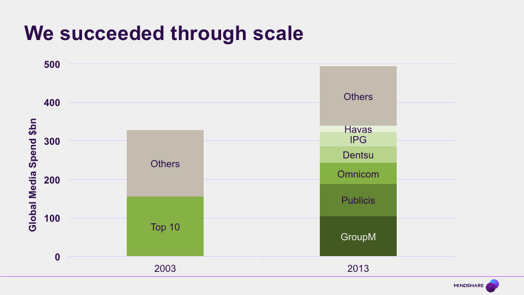 We succeeded through scale
Global Media Spend $bn
500
400
300
200
100
0
Others
Top 10
Others
Havas
IPG
Dentsu
Omnicom
Publicis
GroupM
2003
2013
MINDSHARE